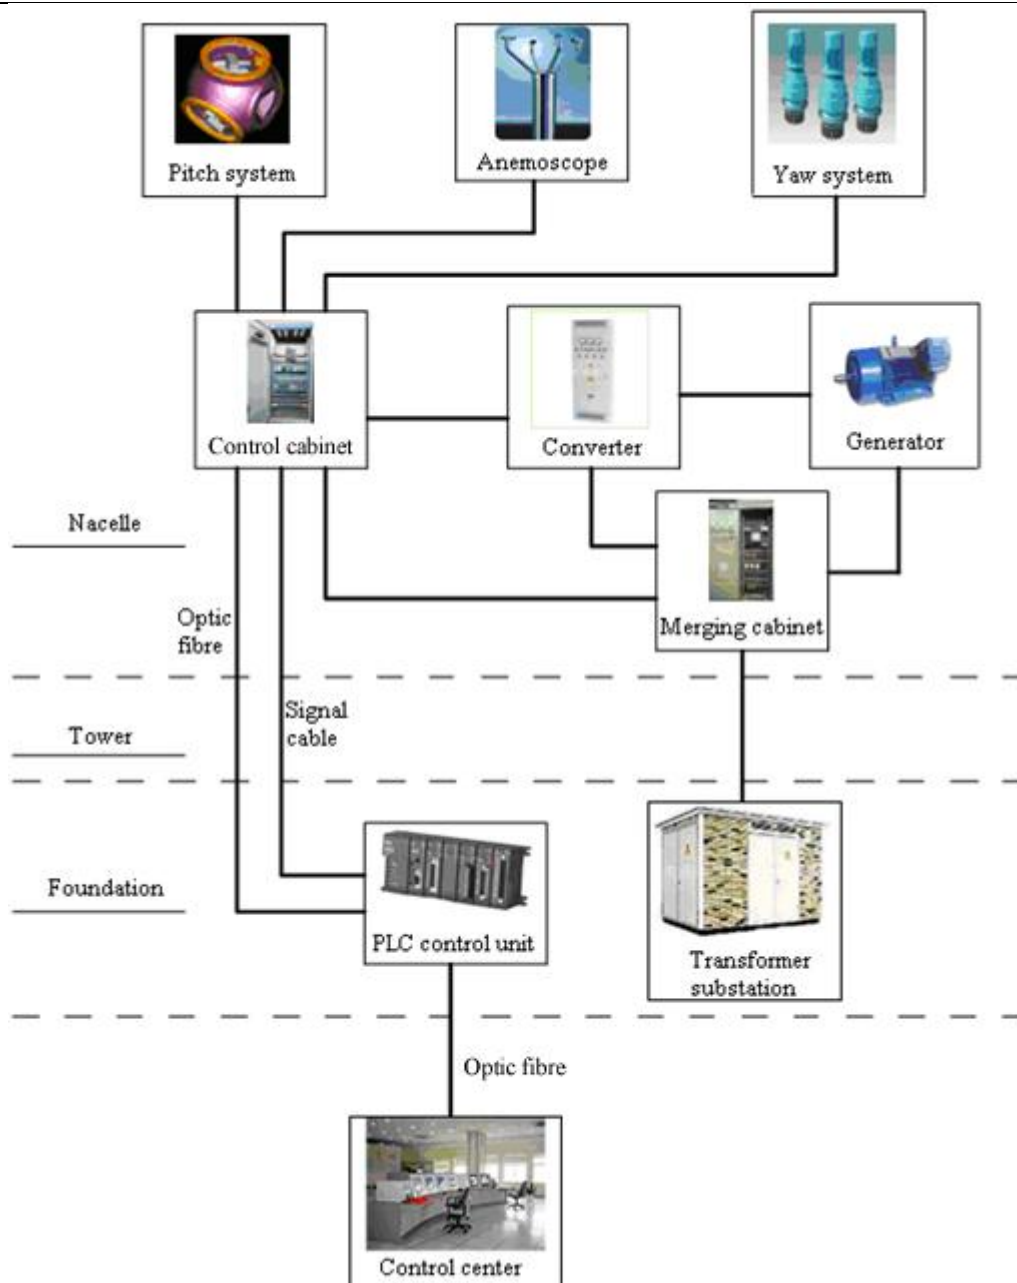 Pitch system
Anemoscope
Yaw system
Control cabinet
Converter
Generator
Nacelle
Optic
fibre
Merging cabinet
Signal
cable
Tower
Foundation
PLC control unit
Transformer
substation
Optic fibre
Control center